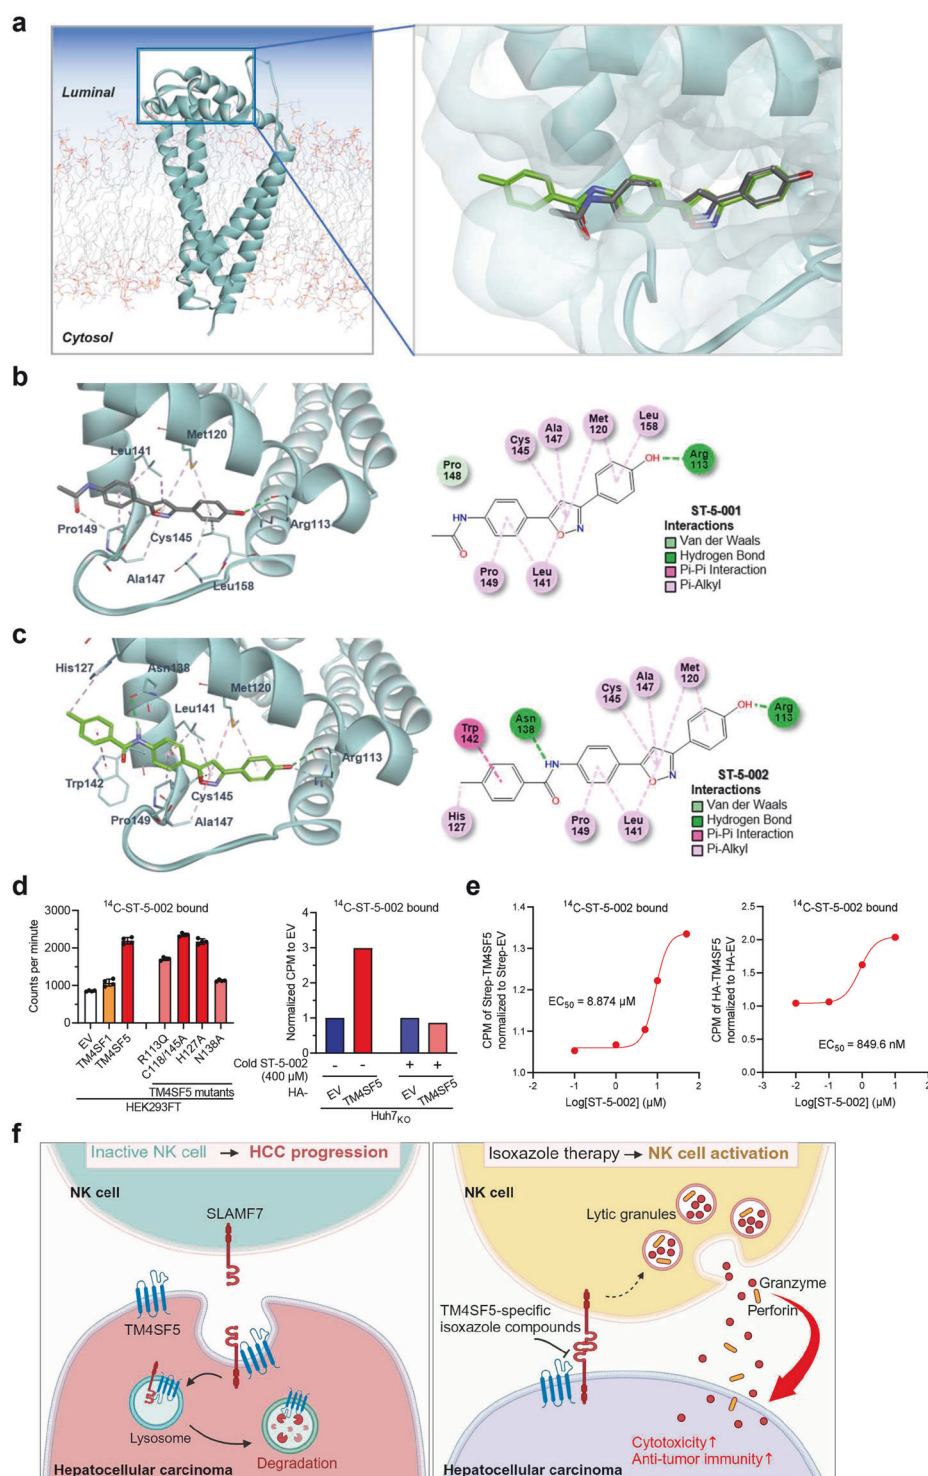 a
Luminal
Cytosol
b
Met120
Leu141
Pro149
Cys145
Arg113
Ala147
Leu158
Pro 148
Cys 145
Ala 147
Met 120
Leu 158
OH
Arg 113
HN
O
O
N
Pro 149
Leu 141
ST-5-001
Interactions
Van der Waals
Hydrogen Bond
Pi-Pi Interaction
Pi-Alkyl
c
His127
Asn138
Met120
Leu141
Arg113
Trp142
Cys145
Pro149
Ala147
Trp 142
Asn 138
Cys 145
Ala 147
Met 120
OH
Arg 113
HN
O
O
N
His 127
Pro 149
Leu 141
ST-5-002
Interactions
Van der Waals
Hydrogen Bond
Pi-Pi Interaction
Pi-Alkyl
d
¹⁴C-ST-5-002 bound
Counts per minute
3000
2000
1000
0
EV
TM4SF1
TM4SF5
R113Q
C118/145A
H127A
N138A
TM4SF5 mutants
HEK293FT
¹⁴C-ST-5-002 bound
Normalized CPM to EV
4
3
2
1
0
Cold ST-5-002 (400 μM)
- - + +
HA-
EV
TM4SF5
EV
TM4SF5
Huh7KO
e
¹⁴C-ST-5-002 bound
CPM of Strep-TM4SF5
normalized to Strep-EV
1.4
1.3
1.2
1.1
1.0
EC₅₀ = 8.874 μM
-2 -1 0 1 2
Log[ST-5-002] (μM)
¹⁴C-ST-5-002 bound
CPM of HA-TM4SF5
normalized to HA-EV
2.5
2.0
1.5
1.0
0.5
0.0
EC₅₀ = 849.6 nM
-3 -2 -1 0 1 2
Log[ST-5-002] (μM)
f
Inactive NK cell → HCC progression
NK cell
SLAMF7
TM4SF5
Lysosome
Degradation
Hepatocellular carcinoma
Isoxazole therapy → NK cell activation
NK cell
Lytic granules
Granzyme
Perforin
TM4SF5-specific
isoxazole compounds
Cytotoxicity↑
Anti-tumor immunity↑
Hepatocellular carcinoma